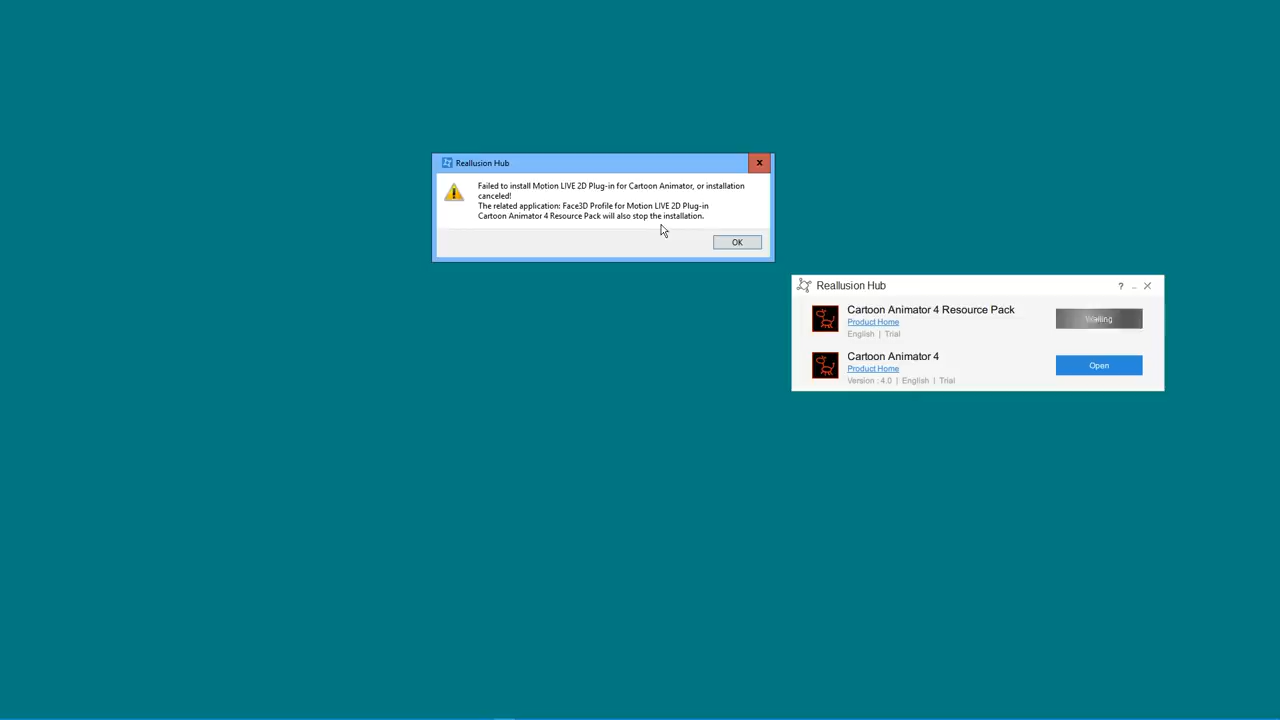 Reallusion Hub
Failed to install Motion LIVE 2D Plug-in for Cartoon Animator, or installation
canceled!
The related application: Face3D Profile for Motion LIVE 2D Plug-in
Cartoon Animator 4 Resource Pack will also stop the installation.
OK
Reallusion Hub
Cartoon Animator 4 Resource Pack
Product Home
English | Trial
Waiting
Cartoon Animator 4
Product Home
Version : 4.0 | English | Trial
Open